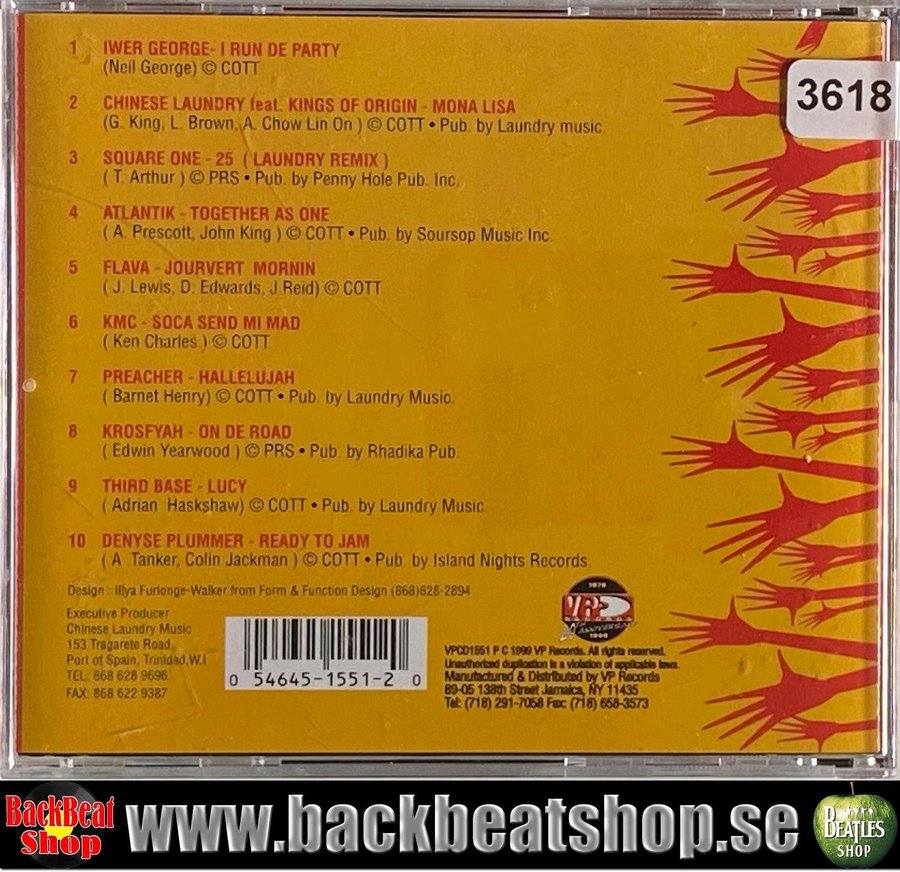 3618
1 IWER GEORGE- I RUN DE PARTY
(Neil George) © COTT
2 CHINESE LAUNDRY feat. KINGS OF ORIGIN - MONA LISA
(G. King, L. Brown, A. Chow Lin On ) © COTT • Pub. by Laundry music
3 SQUARE ONE - 25 ( LAUNDRY REMIX )
( T. Arthur ) © PRS • Pub. by Penny Hole Pub. Inc.
4 ATLANTIK - TOGETHER AS ONE
( A. Prescott, John King ) © COTT • Pub. by Soursop Music Inc.
5 FLAVA - JOURVERT MORNIN
( J. Lewis, D. Edwards, J.Reid) © COTT
6 KMC - SOCA SEND MI MAD
( Ken Charles ) © COTT
7 PREACHER - HALLELUJAH
( Barnet Henry) © COTT • Pub. by Laundry Music.
8 KROSFYAH - ON DE ROAD
( Edwin Yearwood ) © PRS • Pub. by Rhadika Pub.
9 THIRD BASE - LUCY
( Adrian Haskshaw) © COTT • Pub. by Laundry Music
10 DENYSE PLUMMER - READY TO JAM
( A .Tanker, Colin Jackman ) © COTT • Pub. by Island Nights Records.
Design : Illya Furlonge-Walker from Form & Function Design (868)628-2894
Executive Producer
Chinese Laundry Music
153 Tragarete Road,
Port of Spain, Trinidad,W.I
TEL: 868 628 9696
FAX: 868 622 9387
0 54645-1551-2 0
1979
VP
RECORDS
ANNIVERSARY
VPCD1551 P C 1999 VP Records. All rights reserved.
Unauthorized duplication is a violation of applicable laws.
Manufactured & Distributed by VP Records
89-05 138th Street Jamaica, NY 11435
Tel: (718) 291-7058 Fax: (718) 658-3573
BackBeat
Shop
www.backbeatshop.se
BEATLES
SHOP